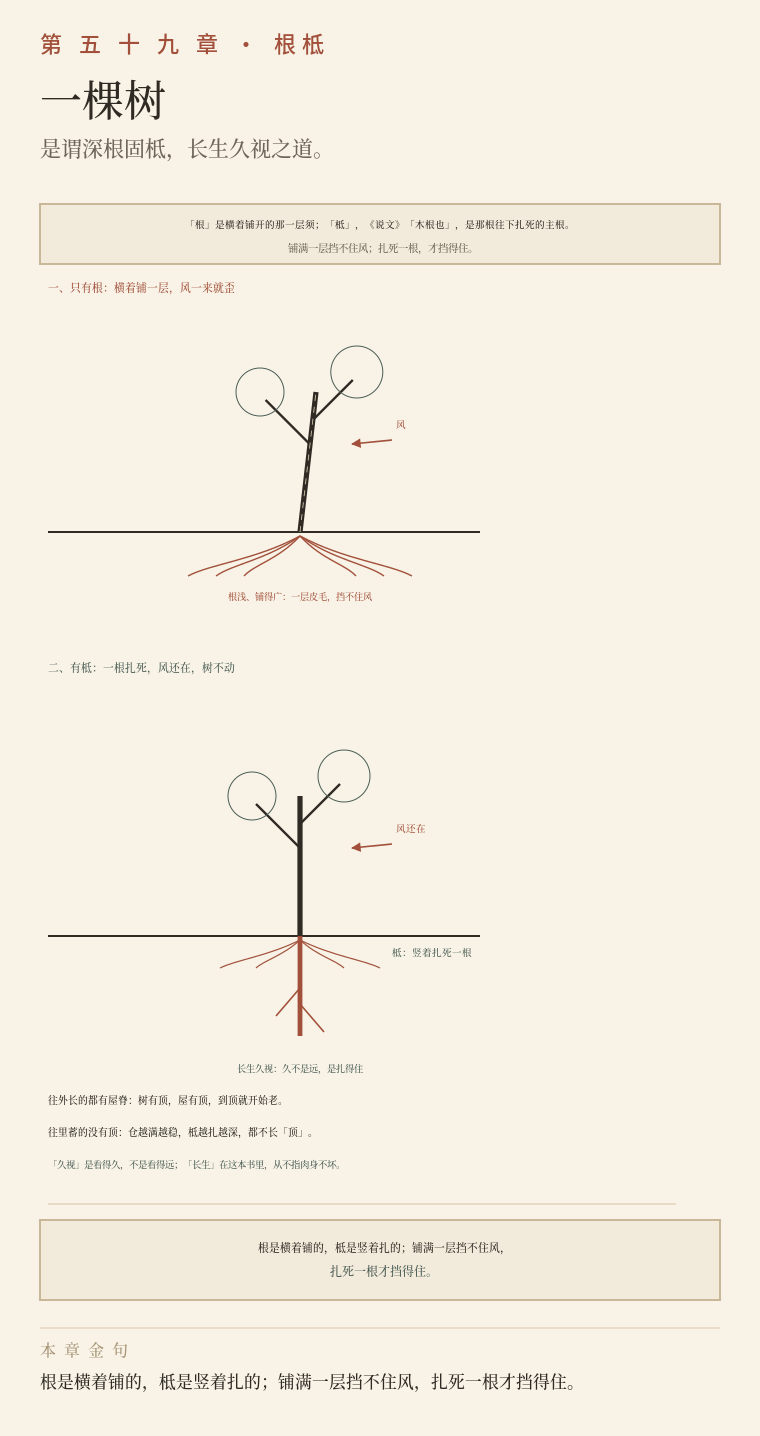 第五十九章·根柢
一棵树
是谓深根固柢，长生久视之道。
「根」是横着铺开的那一层须；「柢」，《说文》「木根也」，是那根往下扎死的主根。
铺满一层挡不住风；扎死一根，才挡得住。
一、只有根：横着铺一层，风一来就歪
风
根浅、铺得广：一层皮毛，挡不住风
二、有柢：一根扎死，风还在，树不动
风还在
柢：竖着扎死一根
长生久视：久不是远，是扎得住
往外长的都有屋脊：树有顶，屋有顶，到顶就开始老。
往里蓄的没有顶：仓越满越稳，柢越扎越深，都不长「顶」。
「久视」是看得久，不是看得远；「长生」在这本书里，从不指肉身不坏。
根是横着铺的，柢是竖着扎的；铺满一层挡不住风，
扎死一根才挡得住。
本章金句
根是横着铺的，柢是竖着扎的；铺满一层挡不住风，扎死一根才挡得住。